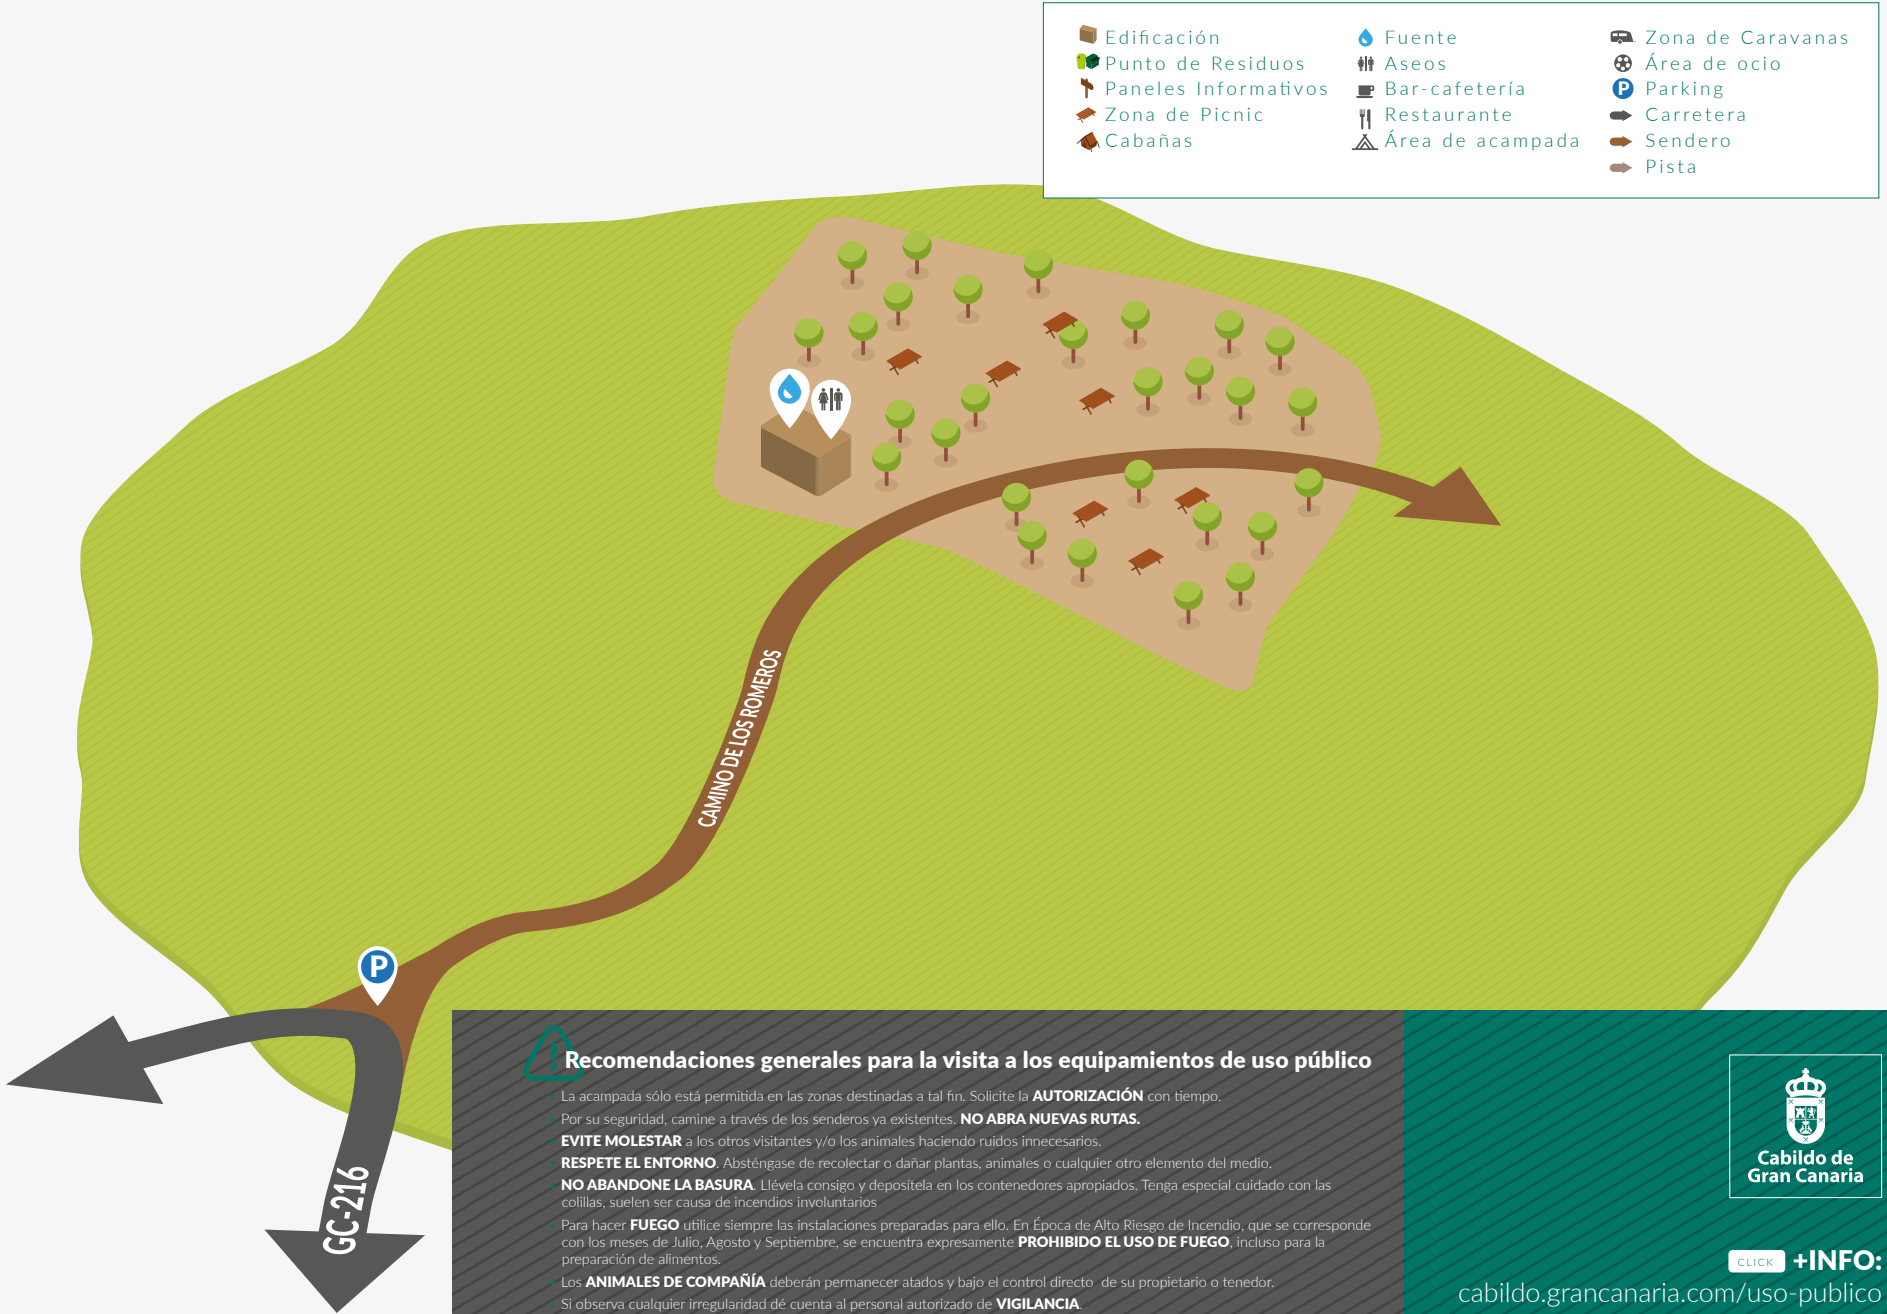 Edificación
Punto de Residuos
Paneles Informativos
Zona de Picnic
Cabañas
Fuente
Aseos
Bar-cafetería
Restaurante
Área de acampada
Zona de Caravanas
Área de ocio
P Parking
Carretera
Sendero
Pista
CAMINO DE LOS ROMEROS
P
GC-216
! Recomendaciones generales para la visita a los equipamientos de uso público
· La acampada sólo está permitida en las zonas destinadas a tal fin. Solicite la AUTORIZACIÓN con tiempo.
· Por su seguridad, camine a través de los senderos ya existentes. NO ABRA NUEVAS RUTAS.
· EVITE MOLESTAR a los otros visitantes y/o los animales haciendo ruidos innecesarios.
· RESPETE EL ENTORNO. Absténgase de recolectar o dañar plantas, animales o cualquier otro elemento del medio.
· NO ABANDONE LA BASURA. Llévela consigo y deposítela en los contenedores apropiados. Tenga especial cuidado con las
colillas, suelen ser causa de incendios involuntarios
· Para hacer FUEGO utilice siempre las instalaciones preparadas para ello. En Época de Alto Riesgo de Incendio, que se corresponde
con los meses de Julio, Agosto y Septiembre, se encuentra expresamente PROHIBIDO EL USO DE FUEGO, incluso para la
preparación de alimentos.
· Los ANIMALES DE COMPAÑÍA deberán permanecer atados y bajo el control directo de su propietario o tenedor.
· Si observa cualquier irregularidad dé cuenta al personal autorizado de VIGILANCIA.
Cabildo de
Gran Canaria
CLICK +INFO:
cabildo.grancanaria.com/uso-publico